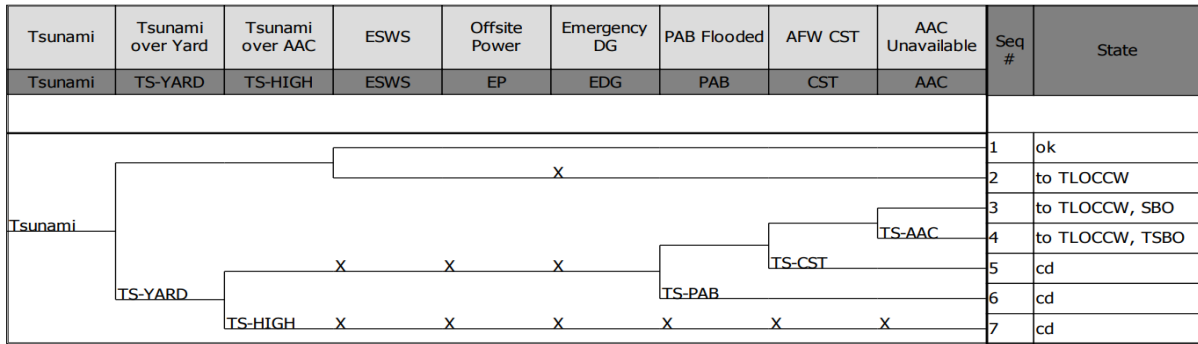 Tsunami
Tsunami over Yard
Tsunami over AAC
ESWS
Offsite Power
Emergency DG
PAB Flooded
AFW CST
AAC Unavailable
Seq #
State
Tsunami TS-YARD TS-HIGH ESWS EP EDG PAB CST AAC
1 ok
X
2 to TLOCCW
3 to TLOCCW, SBO
Tsunami
TS-AAC
4 to TLOCCW, TSBO
X X X
TS-CST
5 cd
TS-YARD
TS-PAB
6 cd
TS-HIGH X X X X X X
7 cd